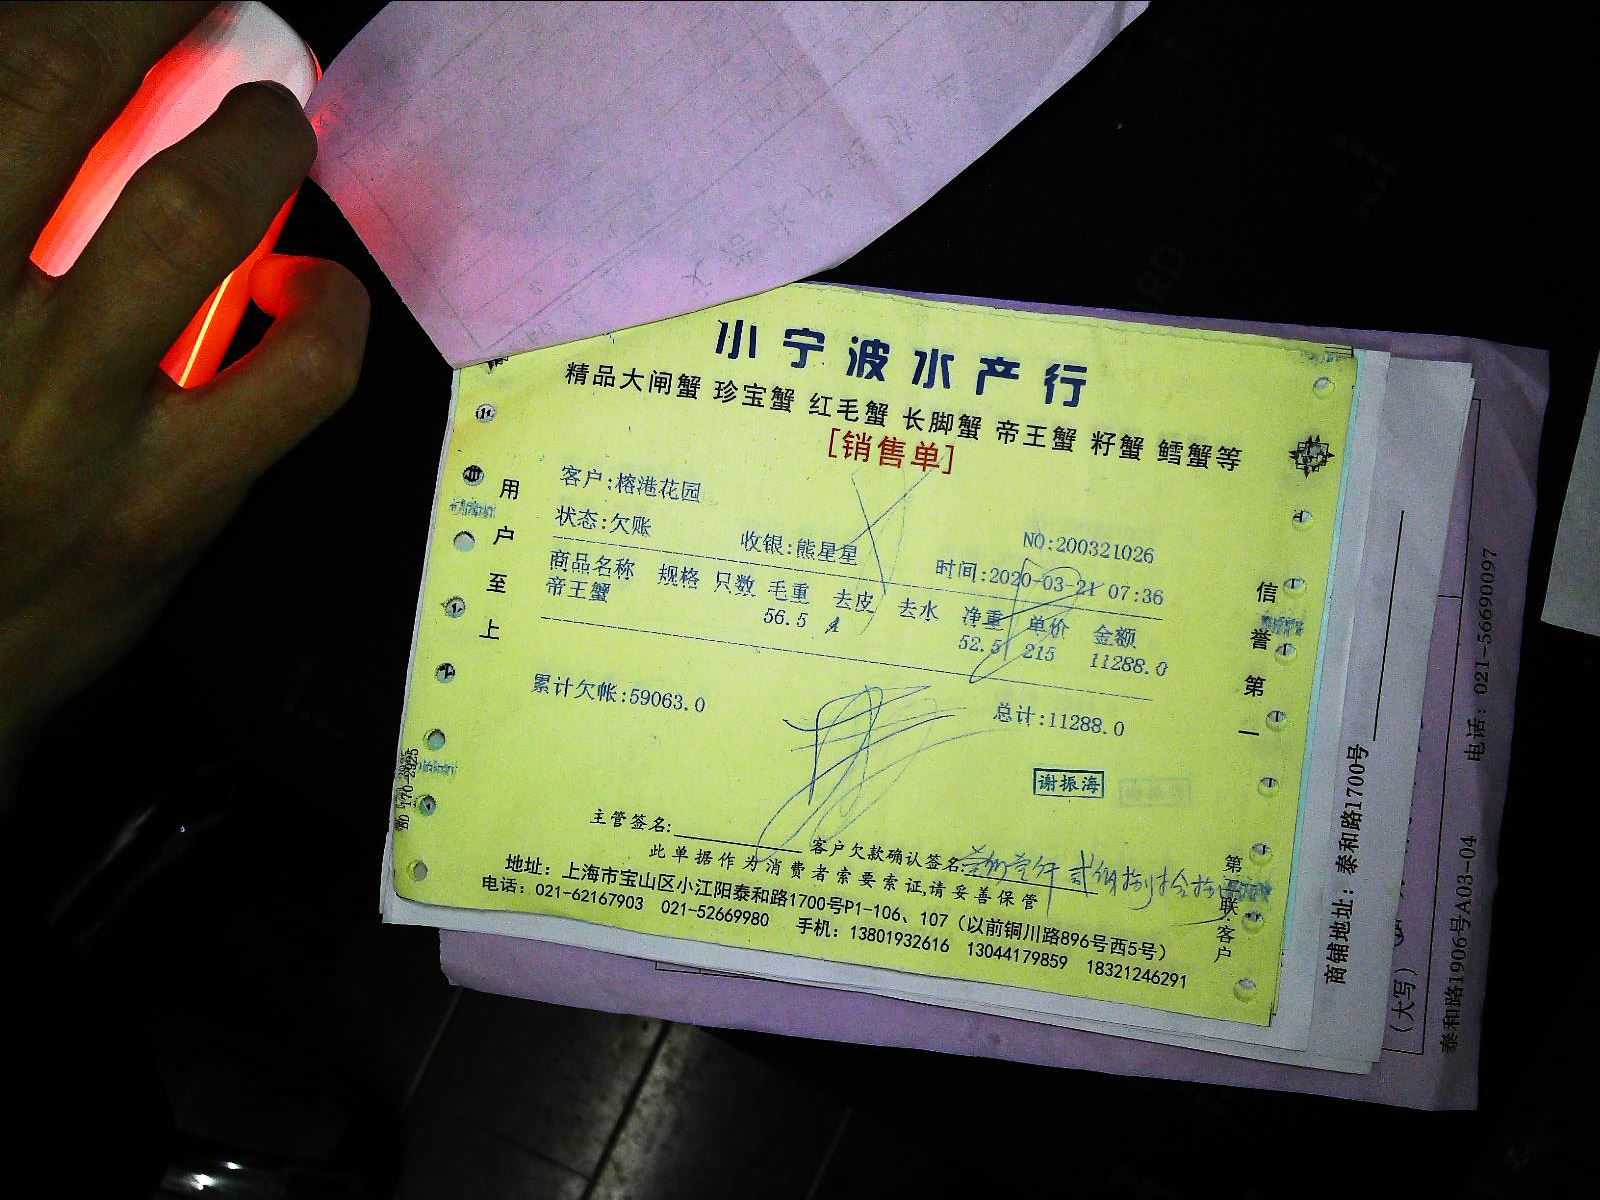 小宁波水产行
精品大闸蟹 珍宝蟹 红毛蟹 长脚蟹 帝王蟹 籽蟹 鳕蟹等
[销售单]
客户:榕港花园
NO:200321026
状态:欠账 收银:熊星星 时间:2020-03-21 07:36
商品名称 规格 只数 毛重 去皮 去水 净重 单价 金额
帝王蟹 56.5 52.5 215 11288.0
累计欠帐:59063.0 总计:11288.0
谢振海
主管签名: 客户欠款确认签名:
此单据作为消费者索要索证,请妥善保管
地址：上海市宝山区小江阳泰和路1700号P1-106、107（以前铜川路896号西5号）
电话：021-62167903 021-52669980 手机：13801932616 13044179859 18321246291
用户至上
信誉第一
商铺地址：泰和路1700号
（大写）
泰和路1906号A03-04 电话：021-56690097